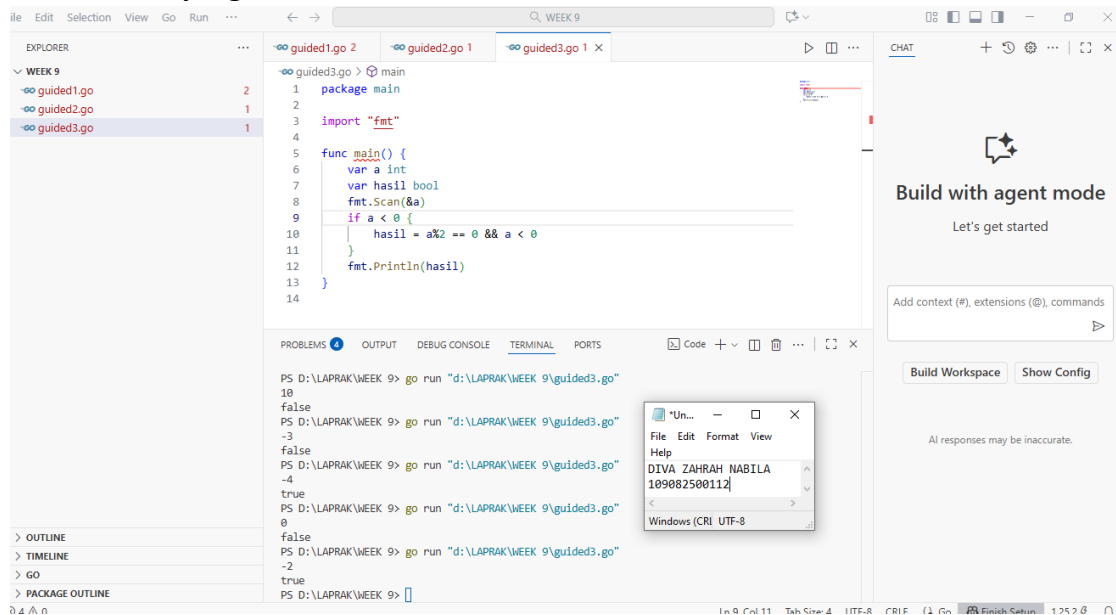 ile Edit Selection View Go Run ···
WEEK 9
EXPLORER ···
WEEK 9
guided1.go 2
guided2.go 1
guided3.go 1
OUTLINE
TIMELINE
GO
PACKAGE OUTLINE
guided1.go 2 guided2.go 1 guided3.go 1
guided3.go > main
1 package main
2
3 import "fmt"
4
5 func main() {
6 var a int
7 var hasil bool
8 fmt.Scan(&a)
9 if a < 0 {
10 hasil = a%2 == 0 && a < 0
11 }
12 fmt.Println(hasil)
13 }
14
PROBLEMS 4 OUTPUT DEBUG CONSOLE TERMINAL PORTS Code
PS D:\LAPRAK\WEEK 9> go run "d:\LAPRAK\WEEK 9\guided3.go"
10
false
PS D:\LAPRAK\WEEK 9> go run "d:\LAPRAK\WEEK 9\guided3.go"
-3
false
PS D:\LAPRAK\WEEK 9> go run "d:\LAPRAK\WEEK 9\guided3.go"
-4
true
PS D:\LAPRAK\WEEK 9> go run "d:\LAPRAK\WEEK 9\guided3.go"
0
false
PS D:\LAPRAK\WEEK 9> go run "d:\LAPRAK\WEEK 9\guided3.go"
-2
true
PS D:\LAPRAK\WEEK 9>
*Un...
File Edit Format View
Help
DIVA ZAHRAH NABILA
109082500112
Windows (CRL UTF-8
CHAT
Build with agent mode
Let's get started
Add context (#), extensions (@), commands
Build Workspace Show Config
AI responses may be inaccurate.
4 0 Ln 9, Col 11 Tab Size: 4 UTF-8 CRLF Go Finish Setup 1.25.2